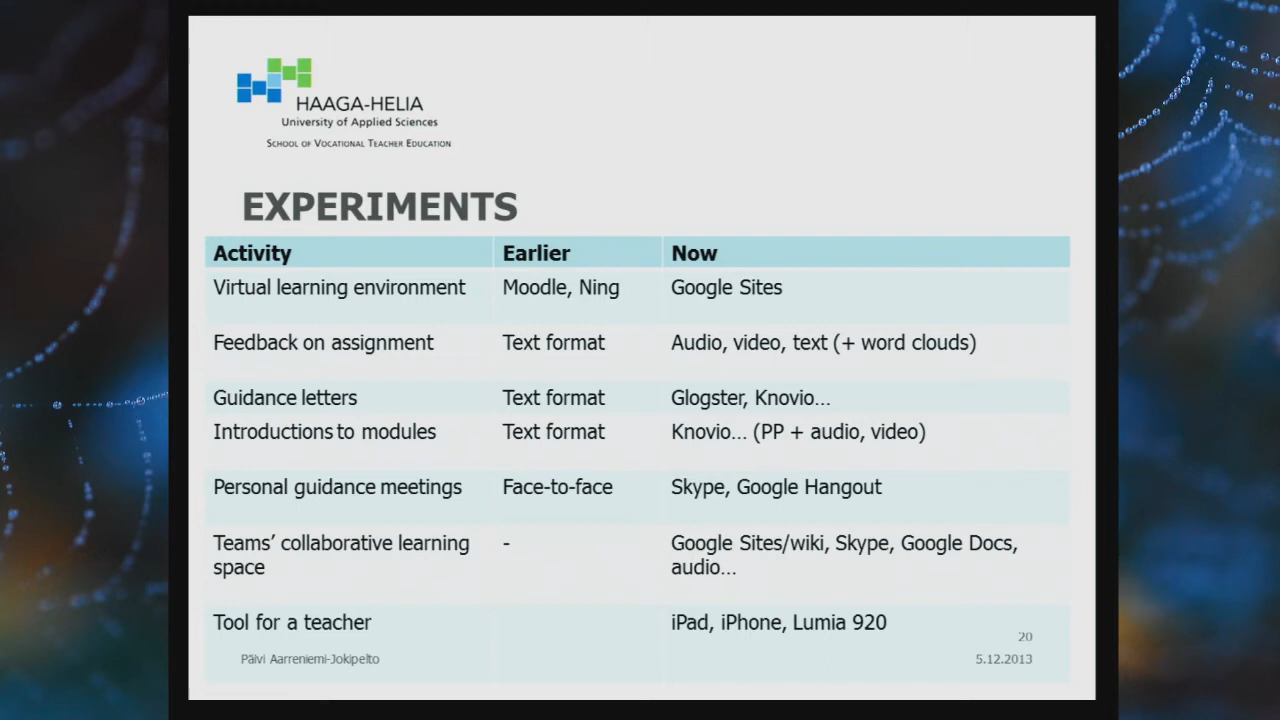 HAAGA-HELIA
University of Applied Sciences
SCHOOL OF VOCATIONAL TEACHER EDUCATION
EXPERIMENTS
Activity Earlier Now
Virtual learning environment Moodle, Ning Google Sites
Feedback on assignment Text format Audio, video, text (+ word clouds)
Guidance letters Text format Glogster, Knovio…
Introductions to modules Text format Knovio… (PP + audio, video)
Personal guidance meetings Face-to-face Skype, Google Hangout
Teams’ collaborative learning - Google Sites/wiki, Skype, Google Docs,
space audio…
Tool for a teacher iPad, iPhone, Lumia 920
20
Päivi Aarreniemi-Jokipelto 5.12.2013